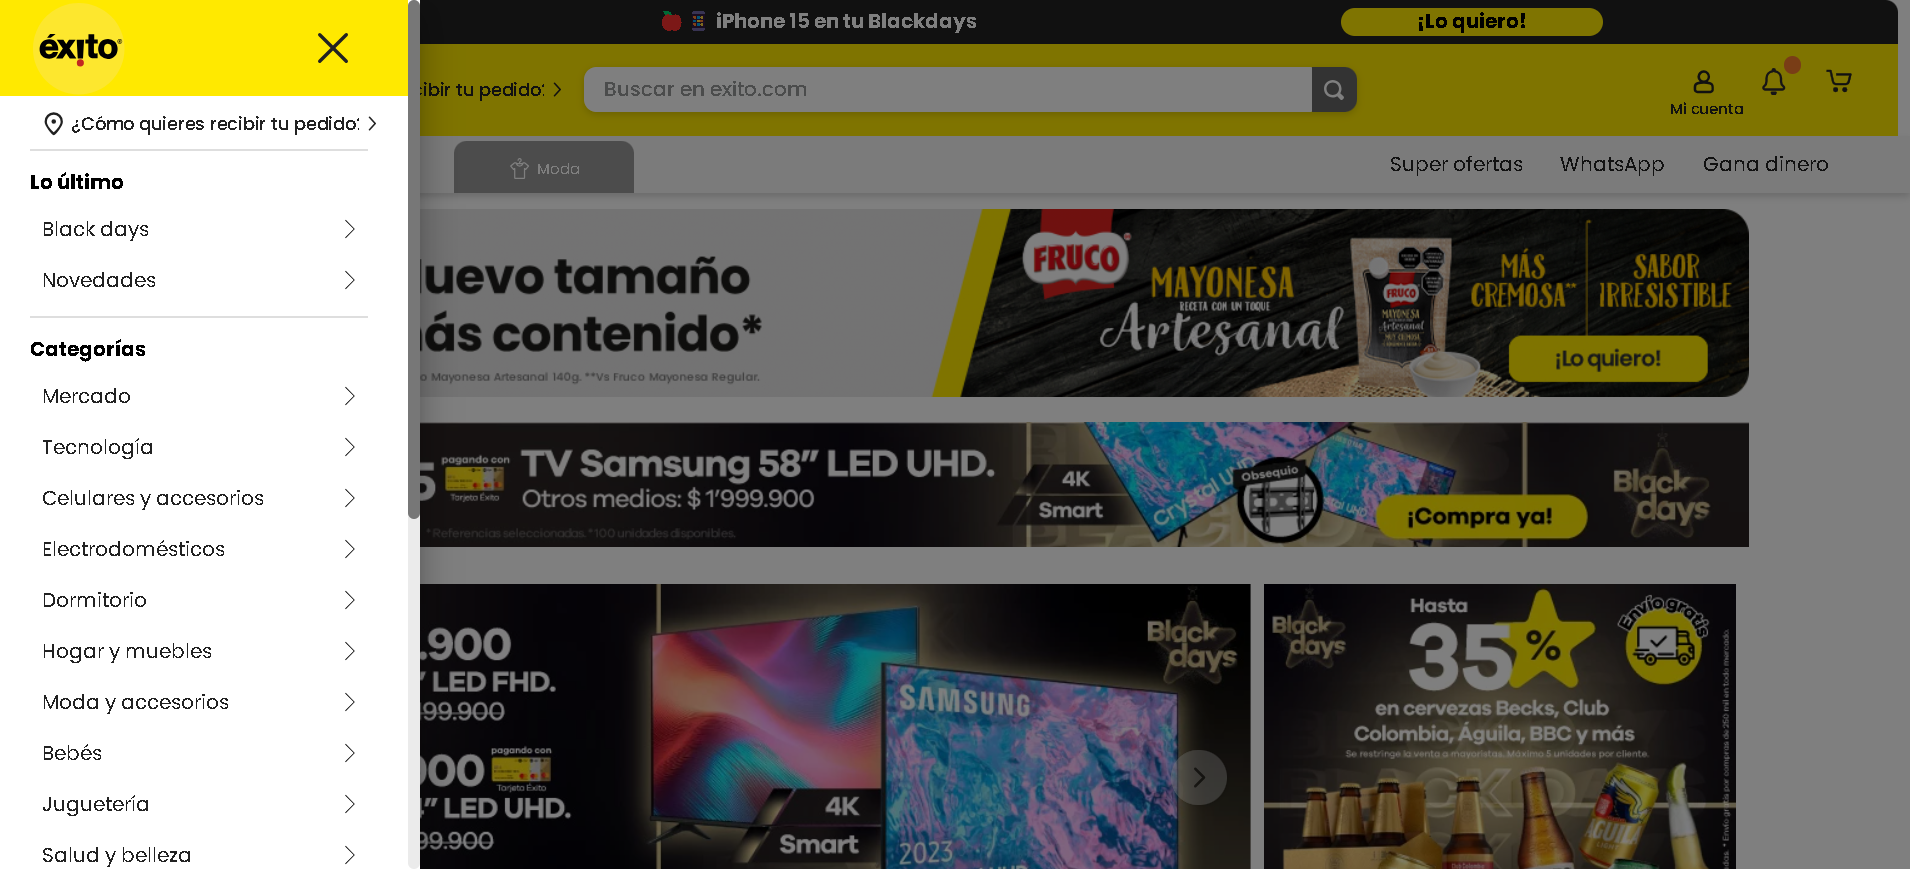 éxito
¿Cómo quieres recibir tu pedido?
Lo último
Black days
Novedades
Categorías
Mercado
Tecnología
Celulares y accesorios
Electrodomésticos
Dormitorio
Hogar y muebles
Moda y accesorios
Bebés
Juguetería
Salud y belleza
iPhone 15 en tu Blackdays
¡Lo quiero!
cibir tu pedido?
Buscar en exito.com
Mi cuenta
Moda
Super ofertas
WhatsApp
Gana dinero
uevo tamaño
ás contenido*
o Mayonesa Artesanal 140g. **Vs Fruco Mayonesa Regular.
FRUCO
MAYONESA
RECETA CON UN TOQUE
Artesanal
FRUCO
MAYONESA
Artesanal
MÁS
CREMOSA**
SABOR
IRRESISTIBLE
¡Lo quiero!
5
pagando con
Tarjeta Éxito
TV Samsung 58” LED UHD.
Otros medios: $ 1’999.900
*Referencias seleccionadas. *100 unidades disponibles.
4K
Smart
Crystal UHD
Obsequio
¡Compra ya!
Black
days
.900
” LED FHD.
99.900
pagando con
000
Tarjeta Éxito
” LED UHD.
99.900
4K
Smart
SAMSUNG
2023
Black
days
Black
days
Hasta
35%
Envío gratis
en cervezas Becks, Club
Colombia, Águila, BBC y más
Se restringe la venta a mayoristas. Máximo 5 unidades por cliente.
AGUILA